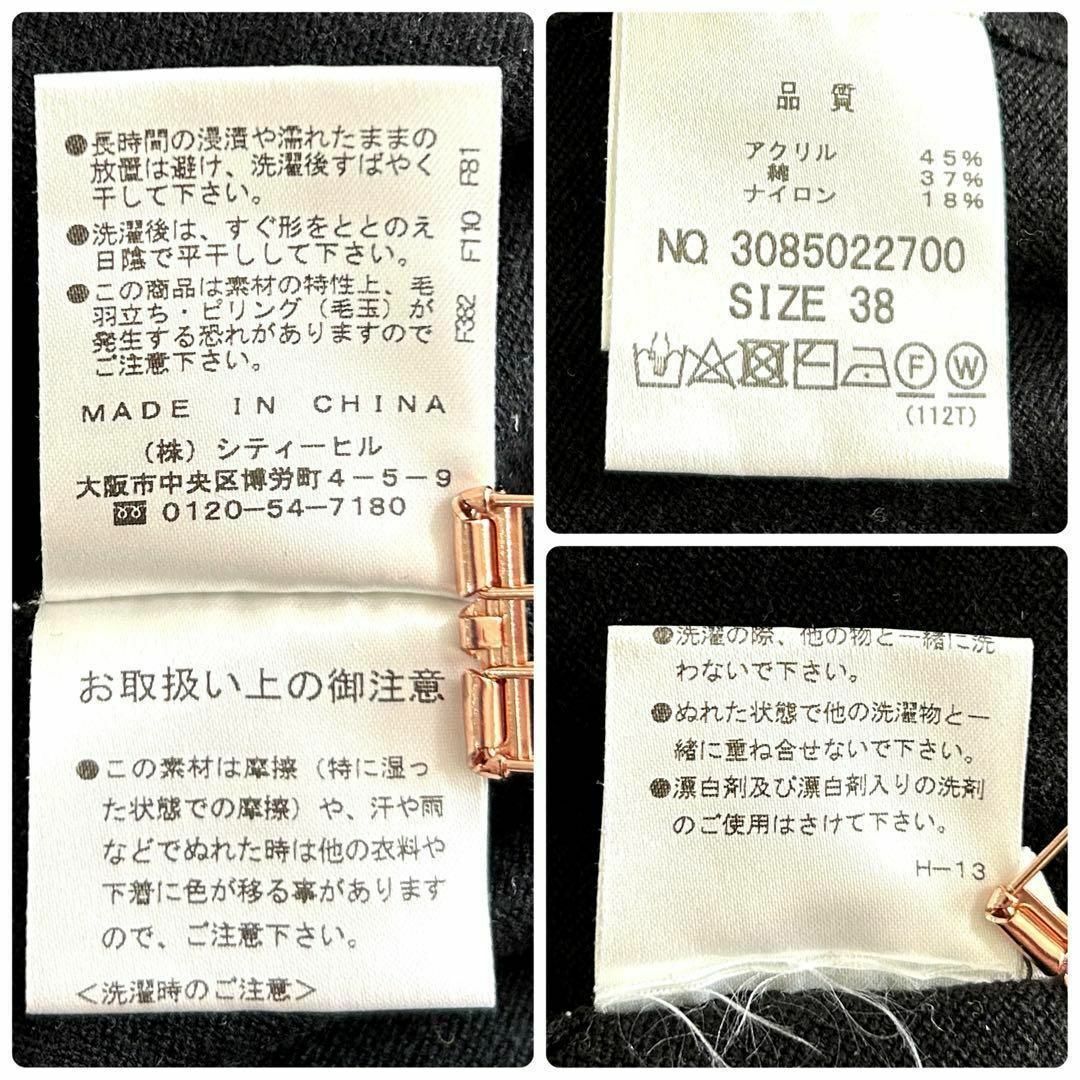 ●長時間の浸漬や濡れたままの
放置は避け、洗濯後すばやく
干して下さい。
●洗濯後は、すぐ形をととのえ
日陰で平干しして下さい。
●この商品は素材の特性上、毛
羽立ち・ピリング(毛玉)が
発生する恐れがありますので
ご注意下さい。
F382 F110 F81
MADE IN CHINA
(株)シティーヒル
大阪市中央区博労町4-5-9
0120-54-7180
お取扱い上の御注意
●この素材は摩擦(特に湿っ
た状態での摩擦)や、汗や雨
などでぬれた時は他の衣料や
下着に色が移る事があります
ので、ご注意下さい。
<洗濯時のご注意>
品質
アクリル 45%
綿 37%
ナイロン 18%
NO. 3085022700
SIZE 38
F W
(112T)
●洗濯の際、他の物と一緒に洗
わないで下さい。
●ぬれた状態で他の洗濯物と一
緒に重ね合せないで下さい。
●漂白剤及び漂白剤入りの洗剤
のご使用はさけて下さい。
H-13